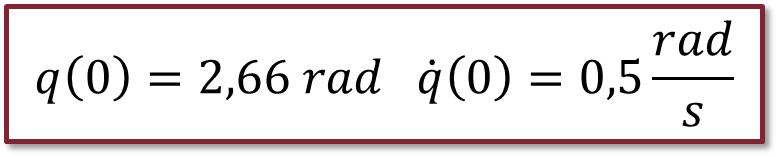 q(0) = 2,66 rad   q̇(0) = 0,5 rad/s